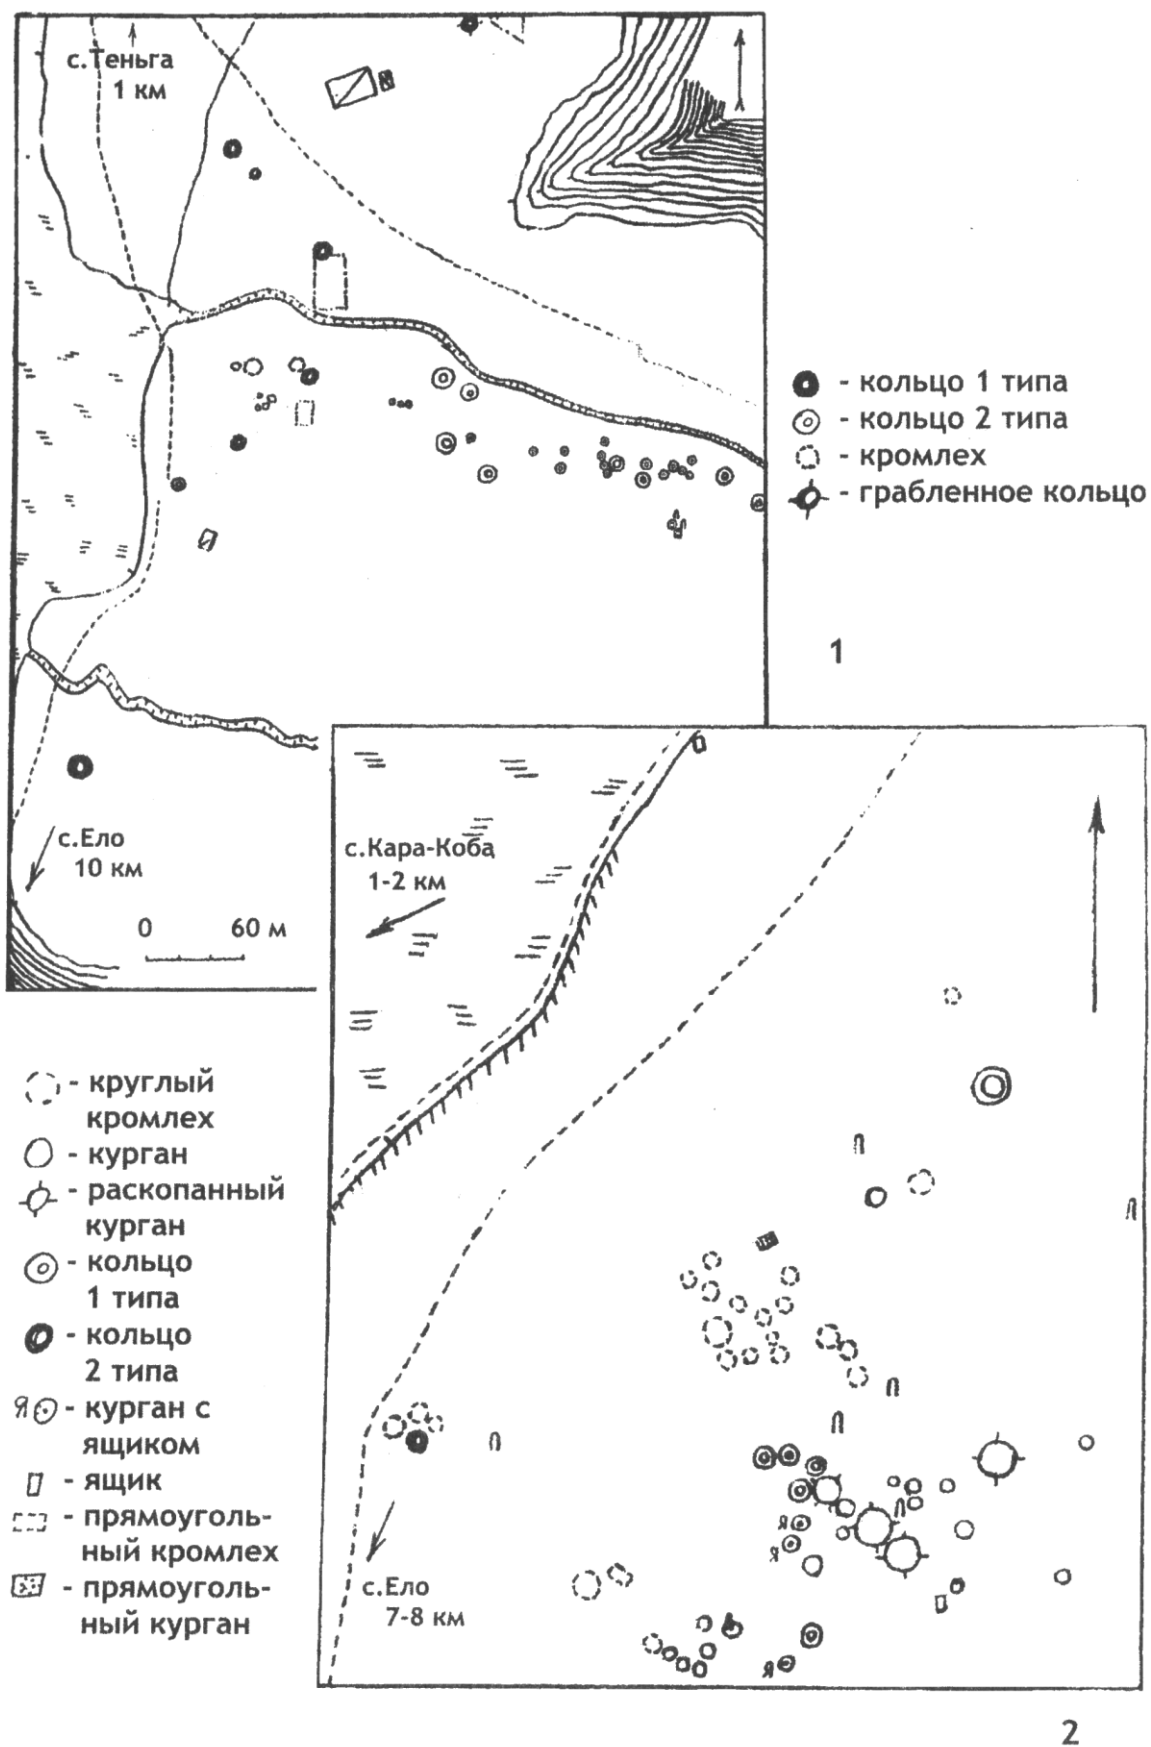 с.Теньга
1 км
- кольцо 1 типа
- кольцо 2 типа
- кромлех
- грабленное кольцо
1
с.Ело
10 км
0 60 м
с.Кара-Коба
1-2 км
- круглый
кромлех
- курган
- раскопанный
курган
- кольцо
1 типа
- кольцо
2 типа
Я - курган с
ящиком
- ящик
- прямоуголь-
ный кромлех
- прямоуголь-
ный курган
я
я
с.Ело
7-8 км
я
2